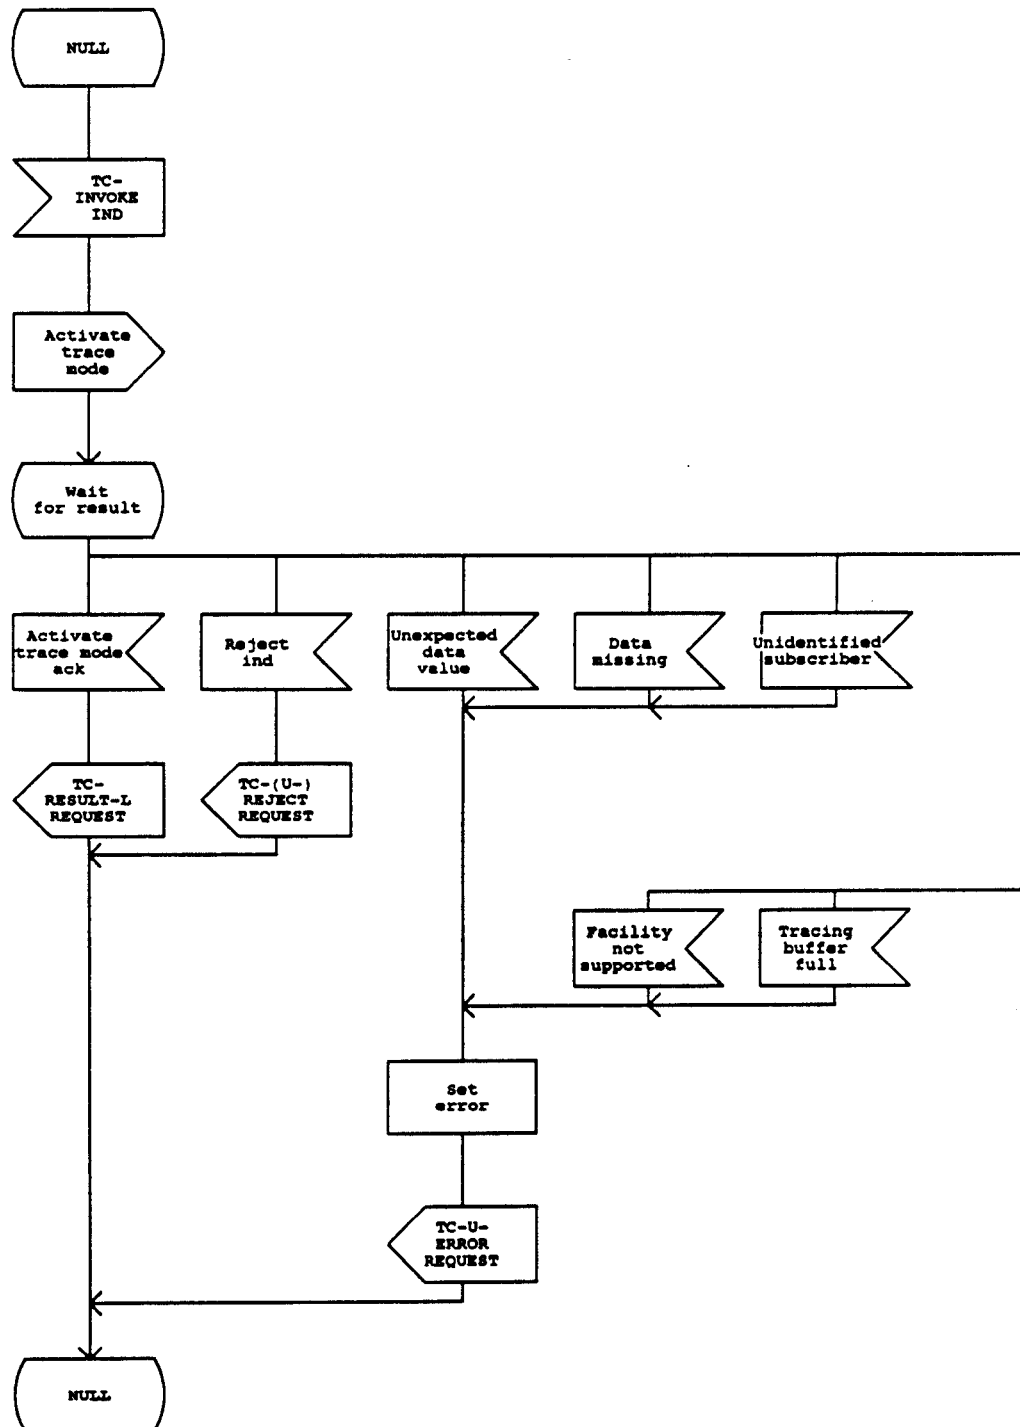 NULL
TC-
INVOKE
IND
Activate
trace
mode
Wait
for result
Activate
trace mode
ack
Reject
ind
Unexpected
data
value
Data
missing
Unidentified
subscriber
TC-
RESULT-L
REQUEST
TC-(U-)
REJECT
REQUEST
Facility
not
supported
Tracing
buffer
full
Set
error
TC-U-
ERROR
REQUEST
NULL